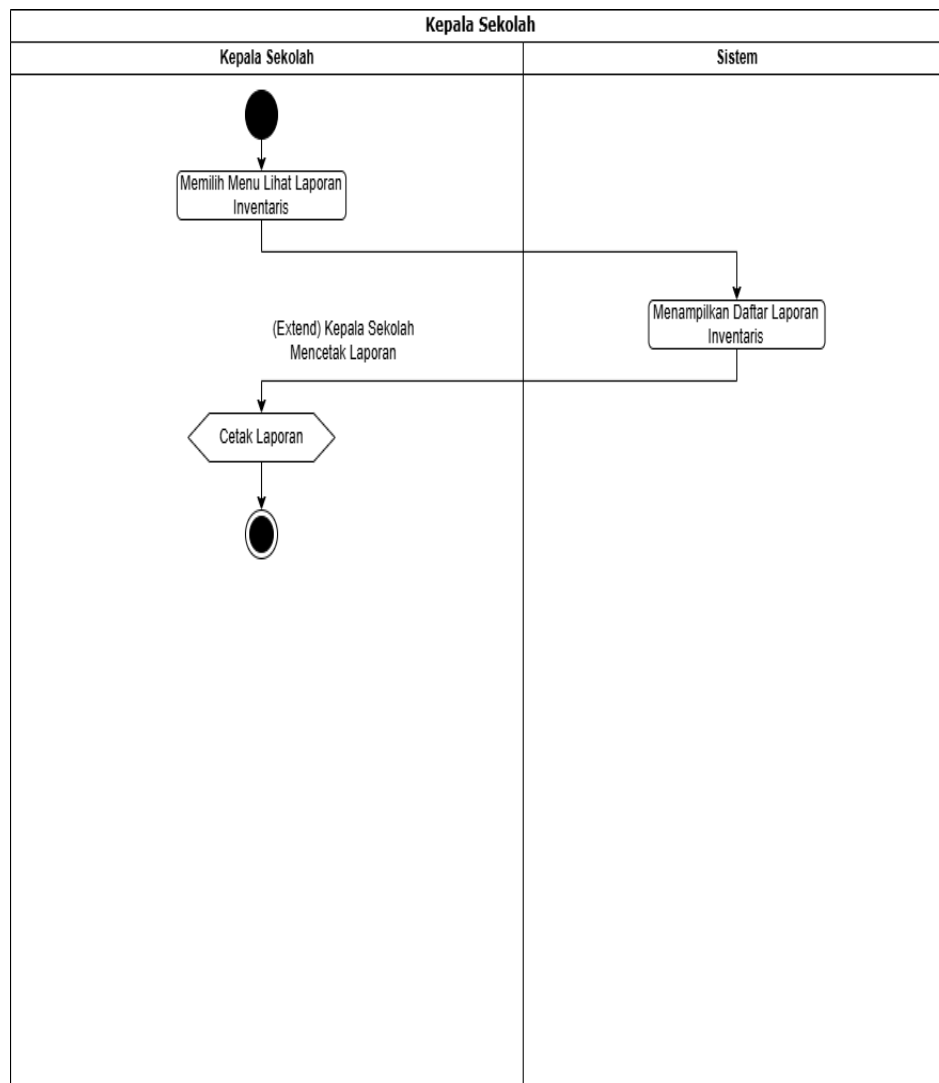 Kepala Sekolah
Kepala Sekolah
Sistem
Memilih Menu Lihat Laporan
Inventaris
Menampilkan Daftar Laporan
Inventaris
(Extend) Kepala Sekolah
Mencetak Laporan
Cetak Laporan